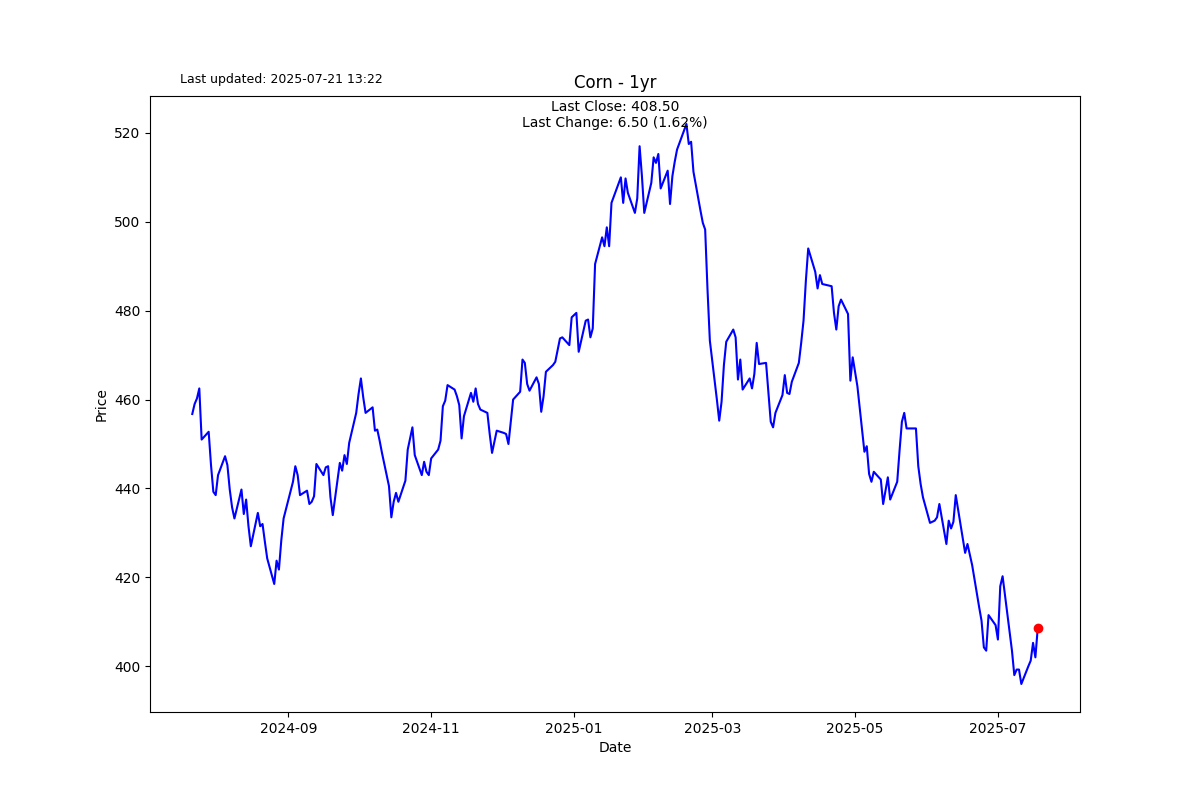 Last updated: 2025-07-21 13:22
Corn - 1yr
Last Close: 408.50
Last Change: 6.50 (1.62%)
520
500
480
460
440
420
400
Price
2024-09
2024-11
2025-01
2025-03
2025-05
2025-07
Date